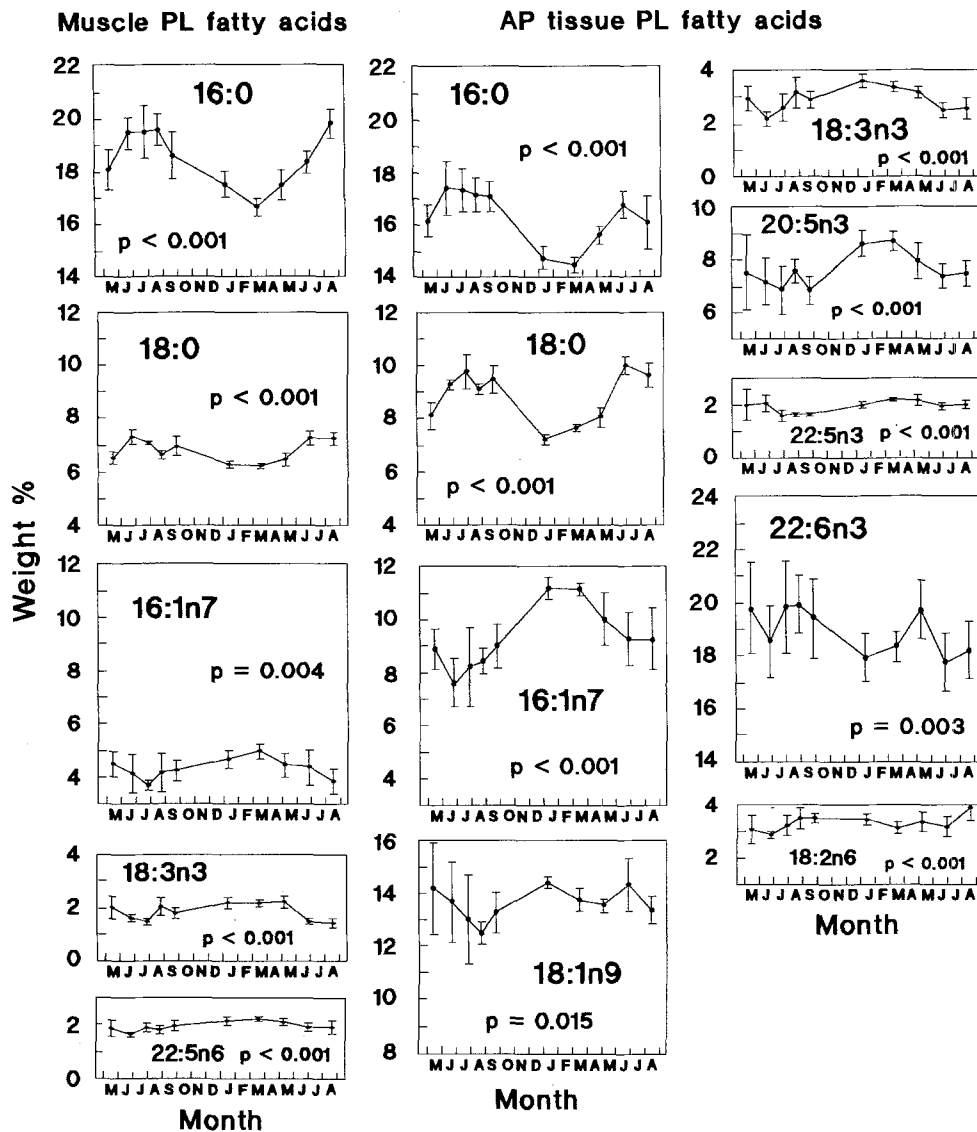 Muscle PL fatty acids
AP tissue PL fatty acids
Weight %
22
20
18
16
14
16:0
p < 0.001
M J J A S O N D J F M A M J J A
12
10
8
6
4
18:0
p < 0.001
M J J A S O N D J F M A M J J A
12
10
8
6
4
16:1n7
p = 0.004
M J J A S O N D J F M A M J J A
4
2
0
18:3n3
p < 0.001
M J J A S O N D J F M A M J J A
2
0
22:5n6 p < 0.001
M J J A S O N D J F M A M J J A
Month
22
20
18
16
14
16:0
p < 0.001
M J J A S O N D J F M A M J J A
12
10
8
6
4
18:0
p < 0.001
M J J A S O N D J F M A M J J A
12
10
8
6
4
16:1n7
p < 0.001
M J J A S O N D J F M A M J J A
16
14
12
10
8
18:1n9
p = 0.015
M J J A S O N D J F M A M J J A
Month
4
2
0
18:3n3
p < 0.001
M J J A S O N D J F M A M J J A
10
8
6
20:5n3
p < 0.001
M J J A S O N D J F M A M J J A
2
0
22:5n3 p < 0.001
M J J A S O N D J F M A M J J A
24
22
20
18
16
14
22:6n3
p = 0.003
M J J A S O N D J F M A M J J A
4
2
18:2n6 p < 0.001
M J J A S O N D J F M A M J J A
Month